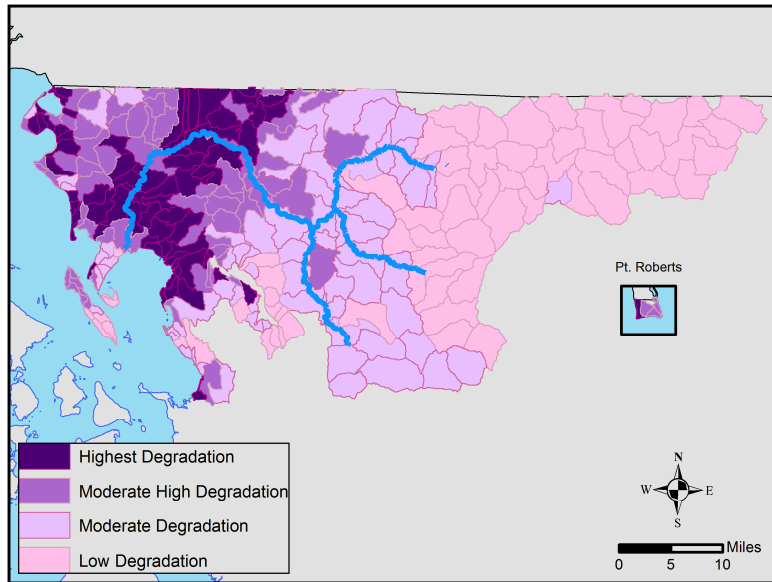 Pt. Roberts
Highest Degradation
Moderate High Degradation
Moderate Degradation
Low Degradation
N
W E
S
Miles
0 5 10